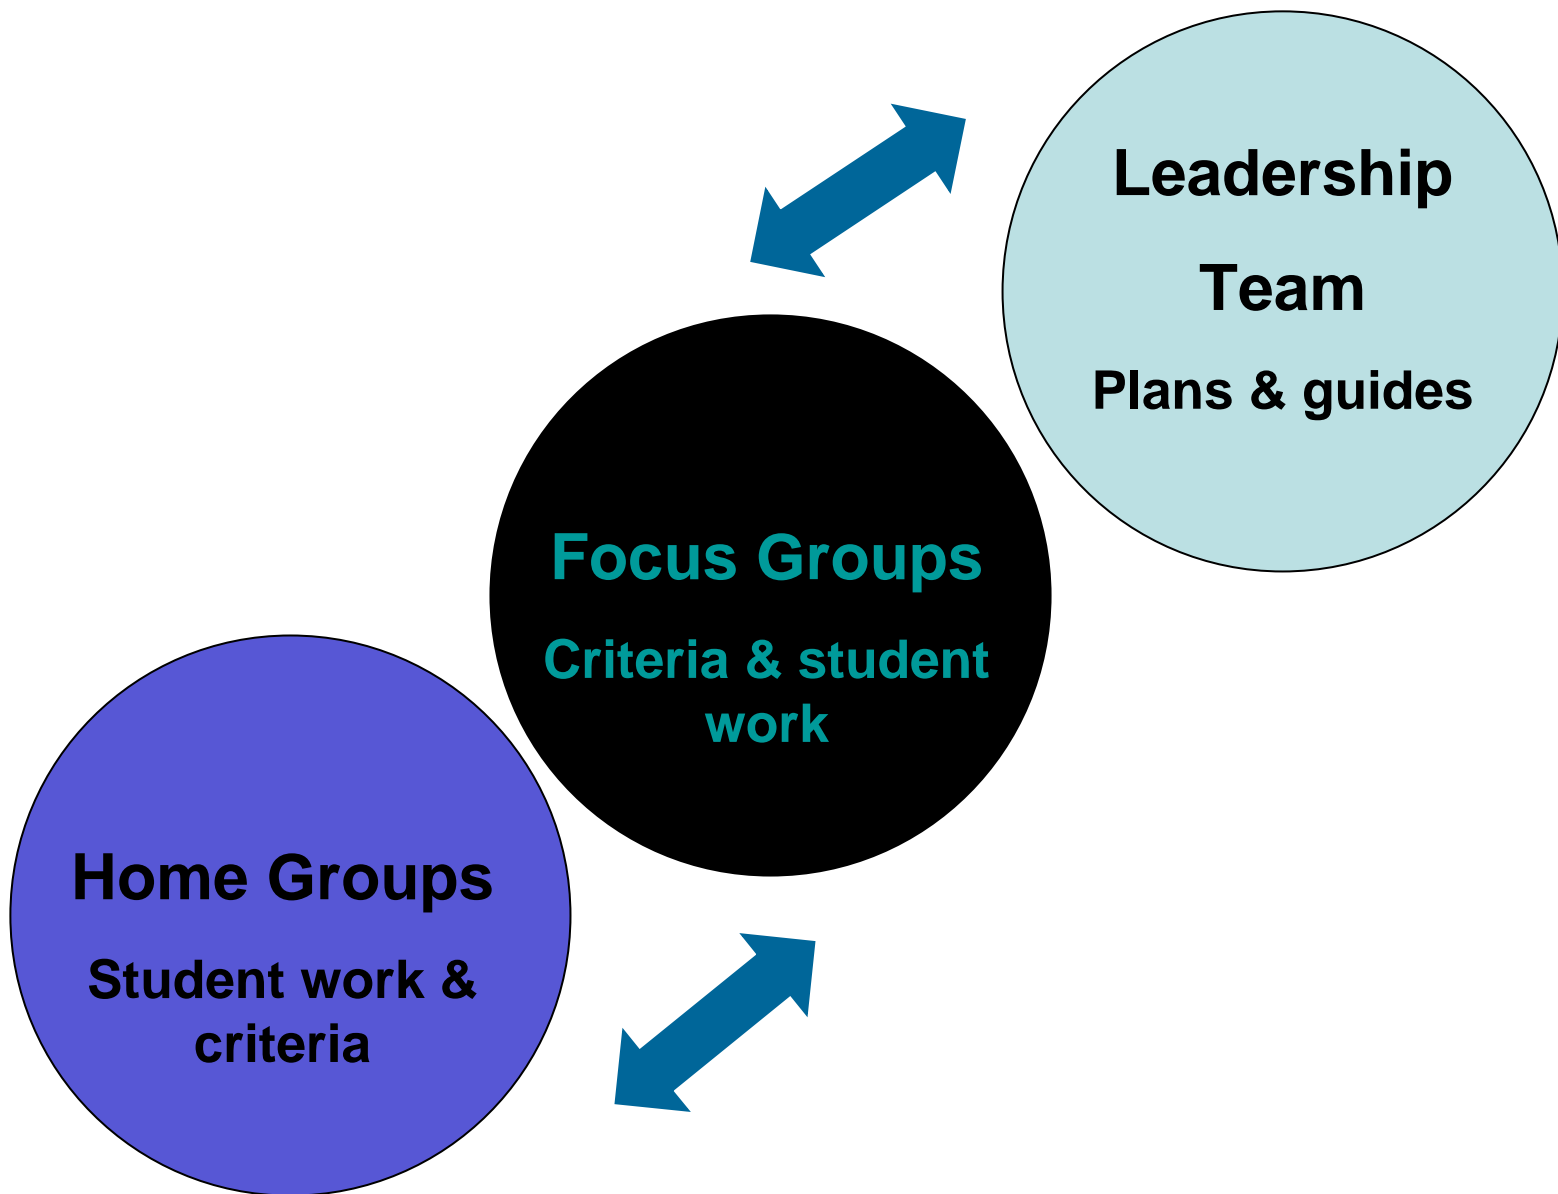 Leadership
Team
Plans & guides
Focus Groups
Criteria & student
work
Home Groups
Student work &
criteria